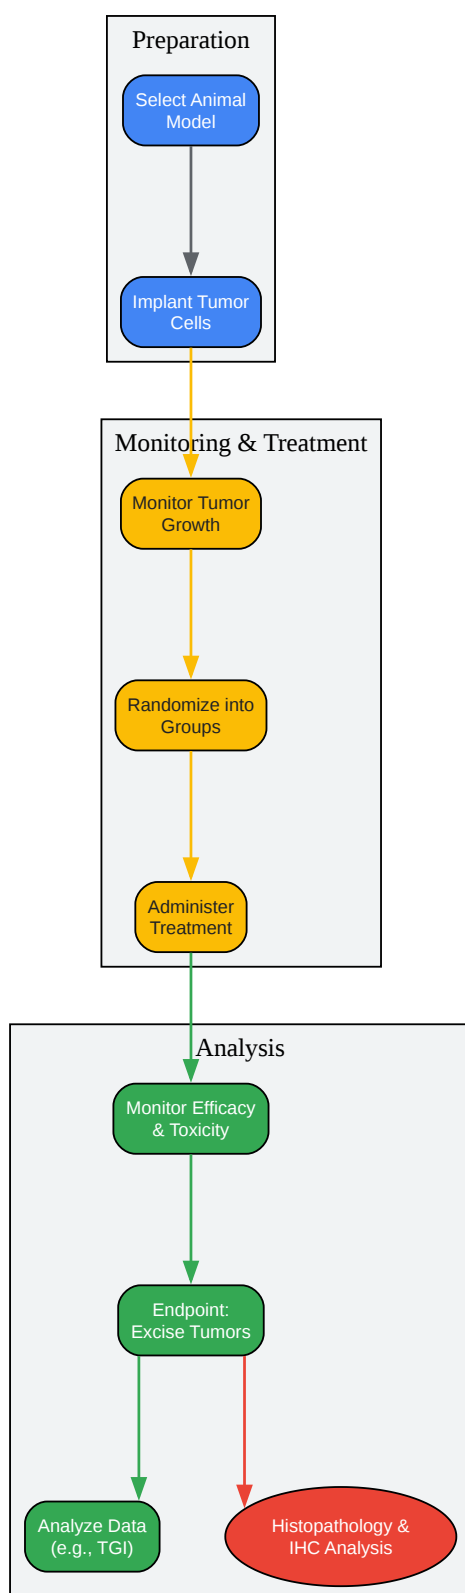 Preparation
Select Animal
Model
Implant Tumor
Cells
Monitoring & Treatment
Monitor Tumor
Growth
Randomize into
Groups
Administer
Treatment
Analysis
Monitor Efficacy
& Toxicity
Endpoint:
Excise Tumors
Analyze Data
(e.g., TGI)
Histopathology &
IHC Analysis